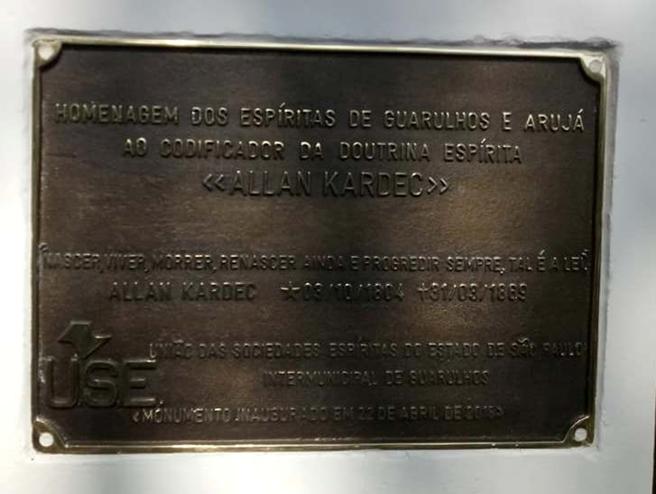 HOMENAGEM DOS ESPÍRITAS DE GUARULHOS E ARUJÁ
AO CODIFICADOR DA DOUTRINA ESPÍRITA
<<ALLAN KARDEC>>
"NASCER, VIVER, MORRER, RENASCER AINDA E PROGREDIR SEMPRE, TAL É A LEI"
ALLAN KARDEC ☆03/10/1804 ✝31/03/1869
U.S.E.
UNIÃO DAS SOCIEDADES ESPÍRITAS DO ESTADO DE SÃO PAULO
INTERMUNICIPAL DE GUARULHOS
<MONUMENTO INAUGURADO EM 22 DE ABRIL DE 2018>